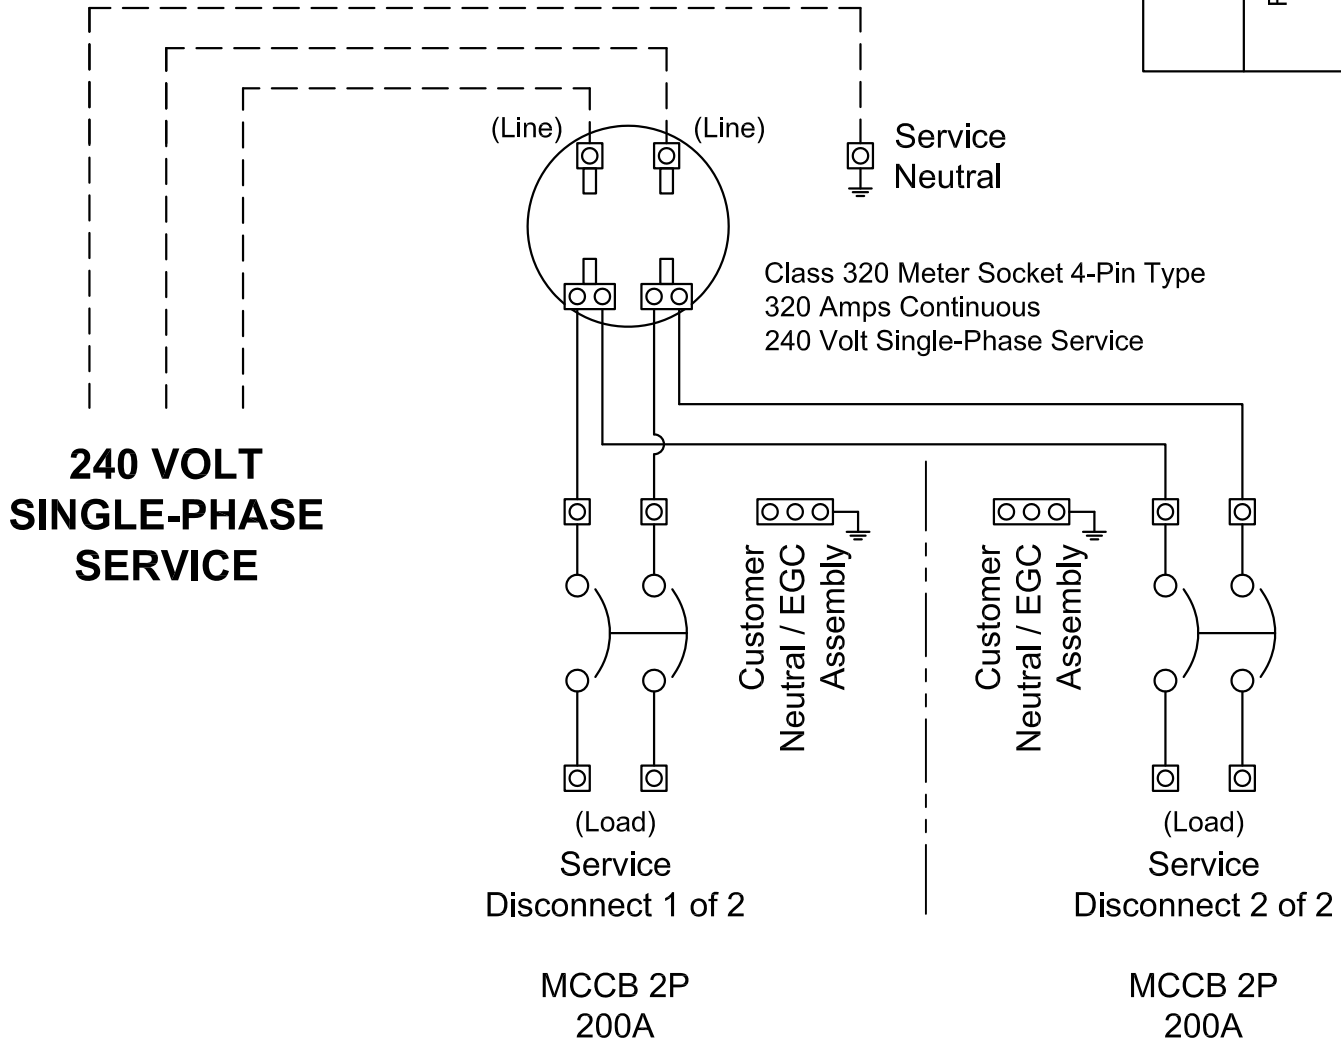 (Line)
(Line)
Service
Neutral
Class 320 Meter Socket 4-Pin Type
320 Amps Continuous
240 Volt Single-Phase Service
240 VOLT
SINGLE-PHASE
SERVICE
Customer
Neutral / EGC
Assembly
Customer
Neutral / EGC
Assembly
(Load)
Service
Disconnect 1 of 2
MCCB 2P
200A
(Load)
Service
Disconnect 2 of 2
MCCB 2P
200A